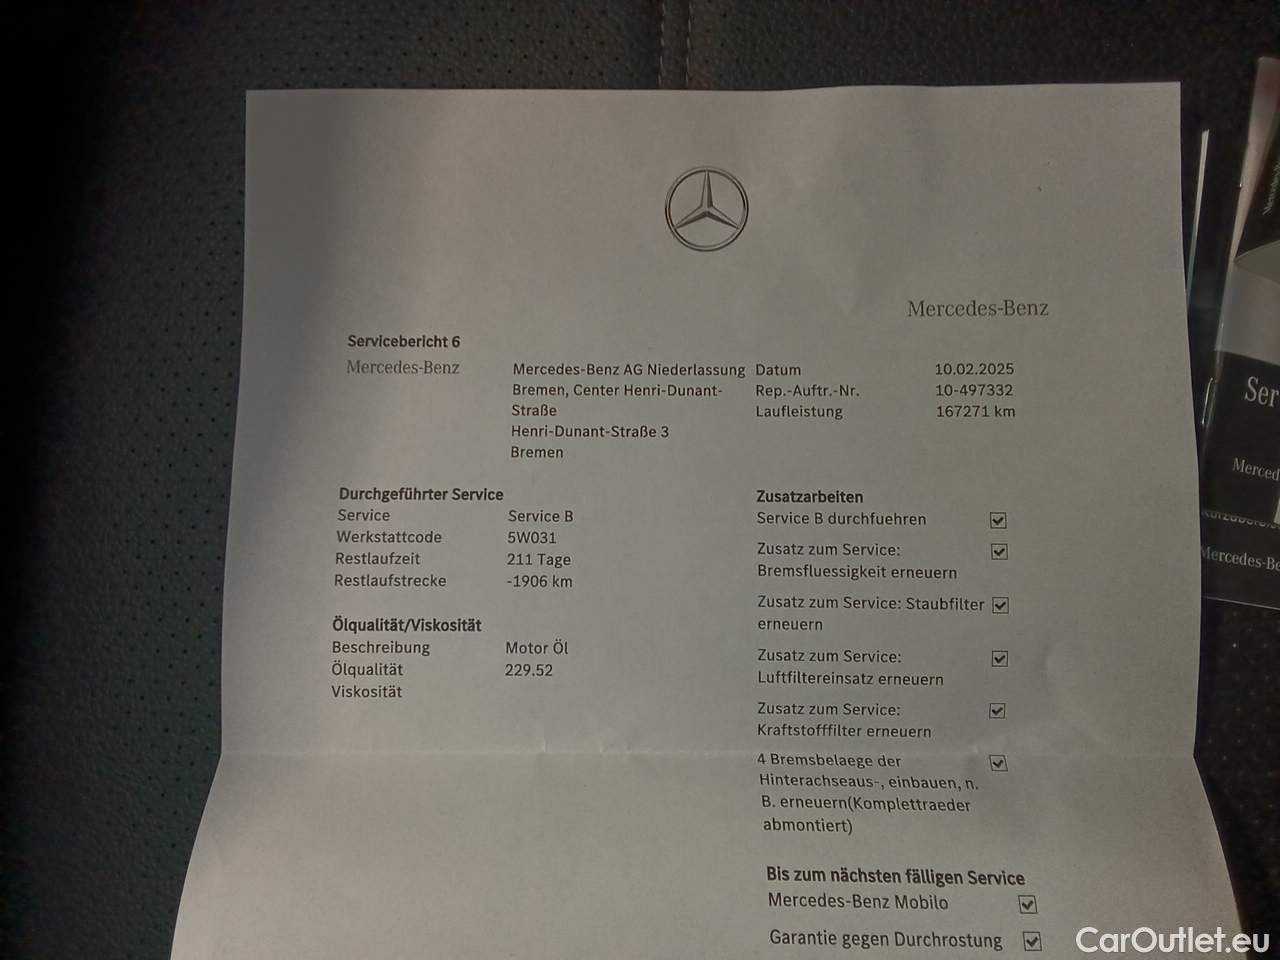 Mercedes-Benz
Servicebericht 6
Mercedes-Benz
Mercedes-Benz AG Niederlassung
Bremen, Center Henri-Dunant-
Straße
Henri-Dunant-Straße 3
Bremen
Datum 10.02.2025
Rep.-Auftr.-Nr. 10-497332
Laufleistung 167271 km
Durchgeführter Service
Service Service B
Werkstattcode 5W031
Restlaufzeit 211 Tage
Restlaufstrecke -1906 km
Ölqualität/Viskosität
Beschreibung Motor Öl
Ölqualität 229.52
Viskosität
Zusatzarbeiten
Service B durchfuehren
Zusatz zum Service:
Bremsfluessigkeit erneuern
Zusatz zum Service: Staubfilter
erneuern
Zusatz zum Service:
Luftfiltereinsatz erneuern
Zusatz zum Service:
Kraftstofffilter erneuern
4 Bremsbelaege der
Hinterachseaus-, einbauen, n.
B. erneuern(Komplettraeder
abmontiert)
Bis zum nächsten fälligen Service
Mercedes-Benz Mobilo
Garantie gegen Durchrostung
Ser
Merced
Mercedes-Be
CarOutlet.eu